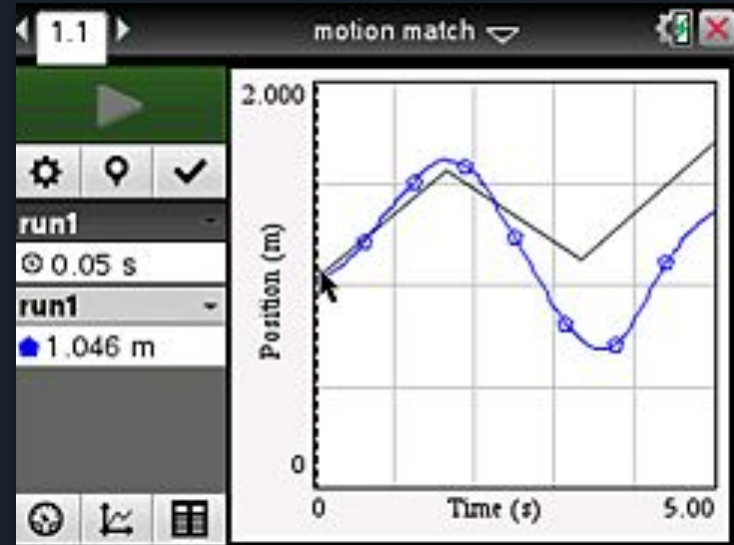 1.1
motion match
run1
0.05 s
run1
1.046 m
2.000
Position (m)
0
0
Time (s)
5.00